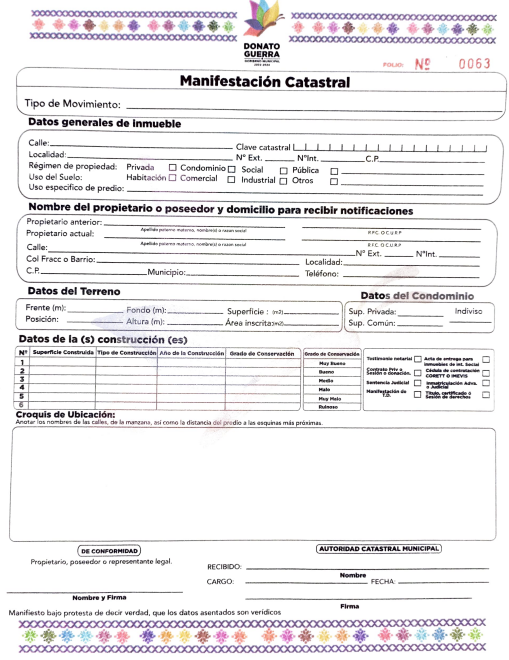 DONATO
GUERRA
FOLIO: Nº 0063
Manifestación Catastral
Tipo de Movimiento:
Datos generales de inmueble
Calle: Clave catastral
Localidad: Nº Ext. NºInt. C.P.
Régimen de propiedad: Privada Condominio Social Pública
Uso del Suelo: Habitación Comercial Industrial Otros
Uso especifico de predio:
Nombre del propietario o poseedor y domicilio para recibir notificaciones
Propietario anterior:
Apellido paterno materno, nombre(s) o razon social R.F.C. O C.U.R.P
Propietario actual:
Apellido paterno materno, nombre(s) o razon social R.F.C. O C.U.R.P
Calle: Nº Ext. NºInt.
Col Fracc o Barrio: Localidad:
C.P. Municipio: Teléfono:
Datos del Terreno
Frente (m): Fondo (m): Superficie : (m2)
Posición: Altura (m): Área inscrita:(m2)
Datos del Condominio
Sup. Privada: Indiviso
Sup. Común:
Datos de la (s) construcción (es)
Nº Superficie Construida Tipo de Construcción Año de la Construcción Grado de Conservación
1
2
3
4
5
6
Grado de Conservación
Muy Bueno
Bueno
Medio
Malo
Muy Malo
Ruinoso
Testimonio notarial
Contrato Priv o
Sesión o donación.
Sentencia Judicial
Manifestación de
T.D.
Acta de entrega para
inmuebles de int. Social
Cédula de contratación
CORETT O IMEVIS
Inmatriculación Adva.
o Judicial
Titulo, certificado o
Sesión de derechos
Croquis de Ubicación:
Anotar los nombres de las calles, de la manzana, así como la distancia del predio a las esquinas más próximas.
DE CONFORMIDAD
Propietario, poseedor o representante legal.
Nombre y Firma
AUTORIDAD CATASTRAL MUNICIPAL
RECIBIDO:
Nombre
CARGO: FECHA:
Firma
Manifiesto bajo protesta de decir verdad, que los datos asentados son verídicos